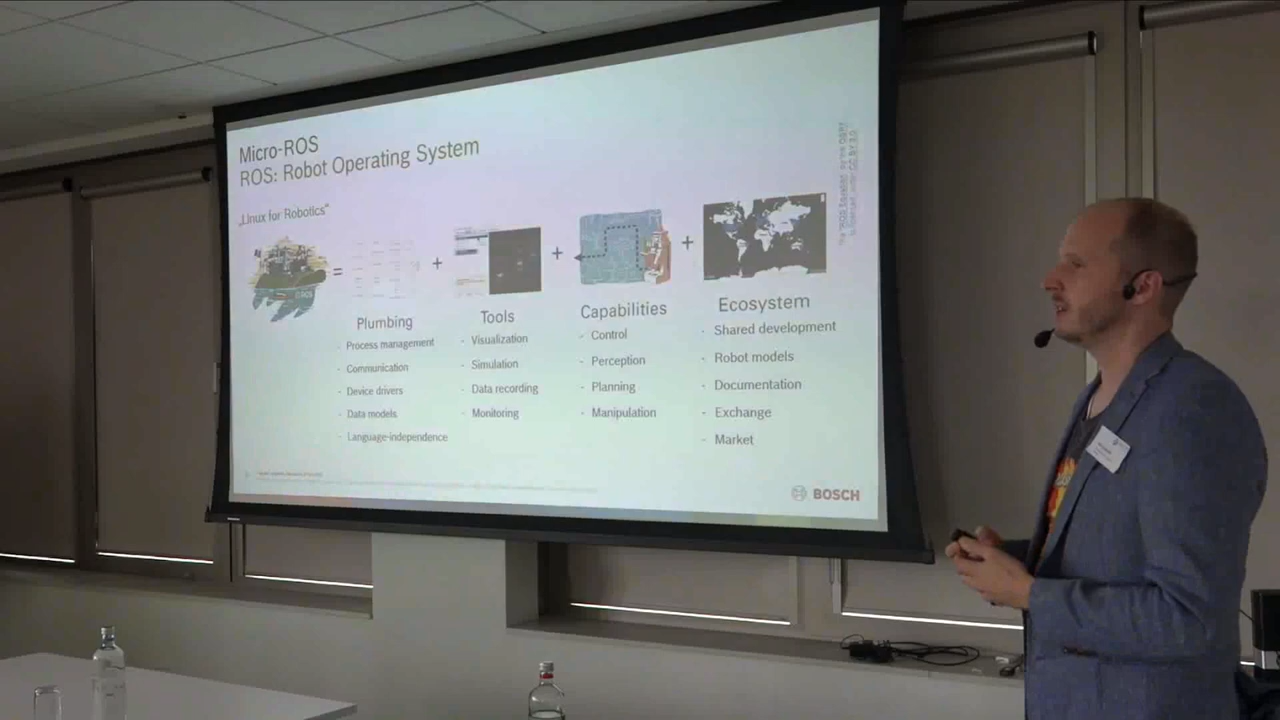 Micro-ROS
ROS: Robot Operating System
„Linux for Robotics“
=
+
+
+
Plumbing
- Process management
- Communication
- Device drivers
- Data models
- Language-independence
Tools
- Visualization
- Simulation
- Data recording
- Monitoring
Capabilities
- Control
- Perception
- Planning
- Manipulation
Ecosystem
- Shared development
- Robot models
- Documentation
- Exchange
- Market
BOSCH